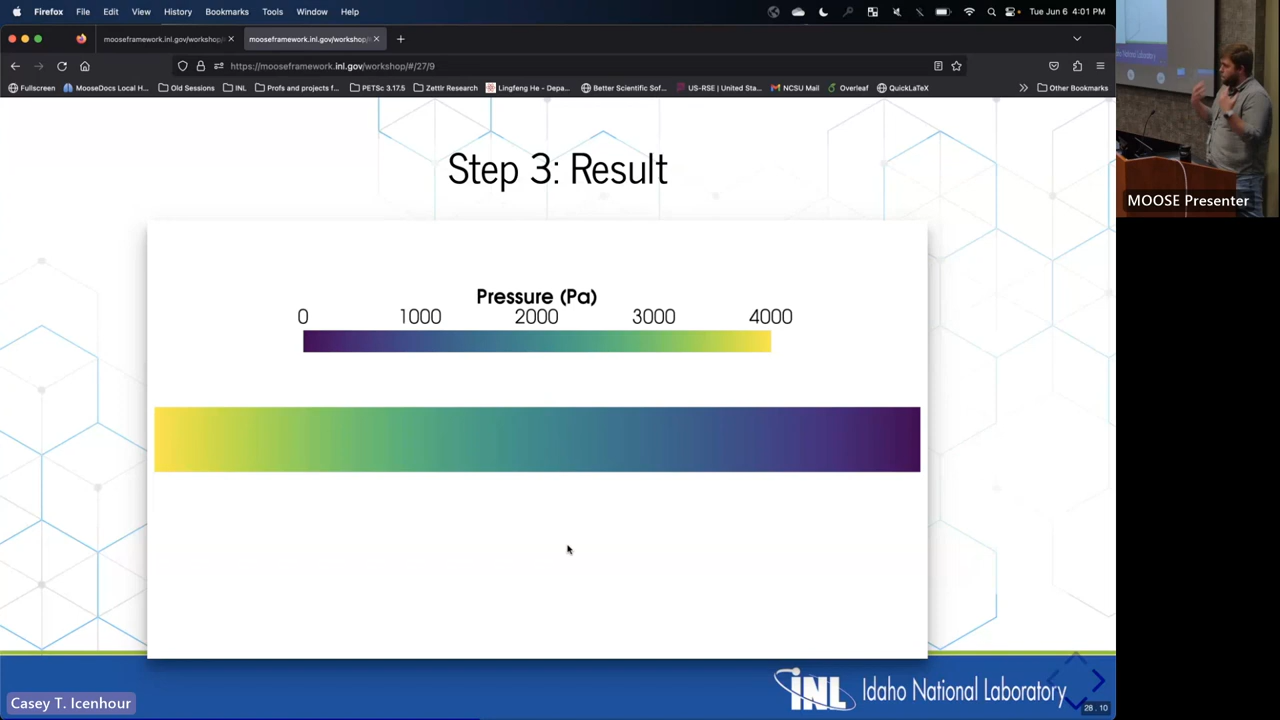 Firefox File Edit View History Bookmarks Tools Window Help Tue Jun 6 4:01 PM
mooseframework.inl.gov/workshop/ mooseframework.inl.gov/workshop/
https://mooseframework.inl.gov/workshop/#/27/9
Fullscreen MooseDocs Local H... Old Sessions INL Profs and projects f... PETSc 3.17.5 Zettlr Research Lingfeng He - Depa... Better Scientific Sof... US-RSE | United Sta... NCSU Mail Overleaf QuickLaTeX Other Bookmarks
Step 3: Result
MOOSE Presenter
Pressure (Pa)
0 1000 2000 3000 4000
INL Idaho National Laboratory
Casey T. Icenhour
28.10